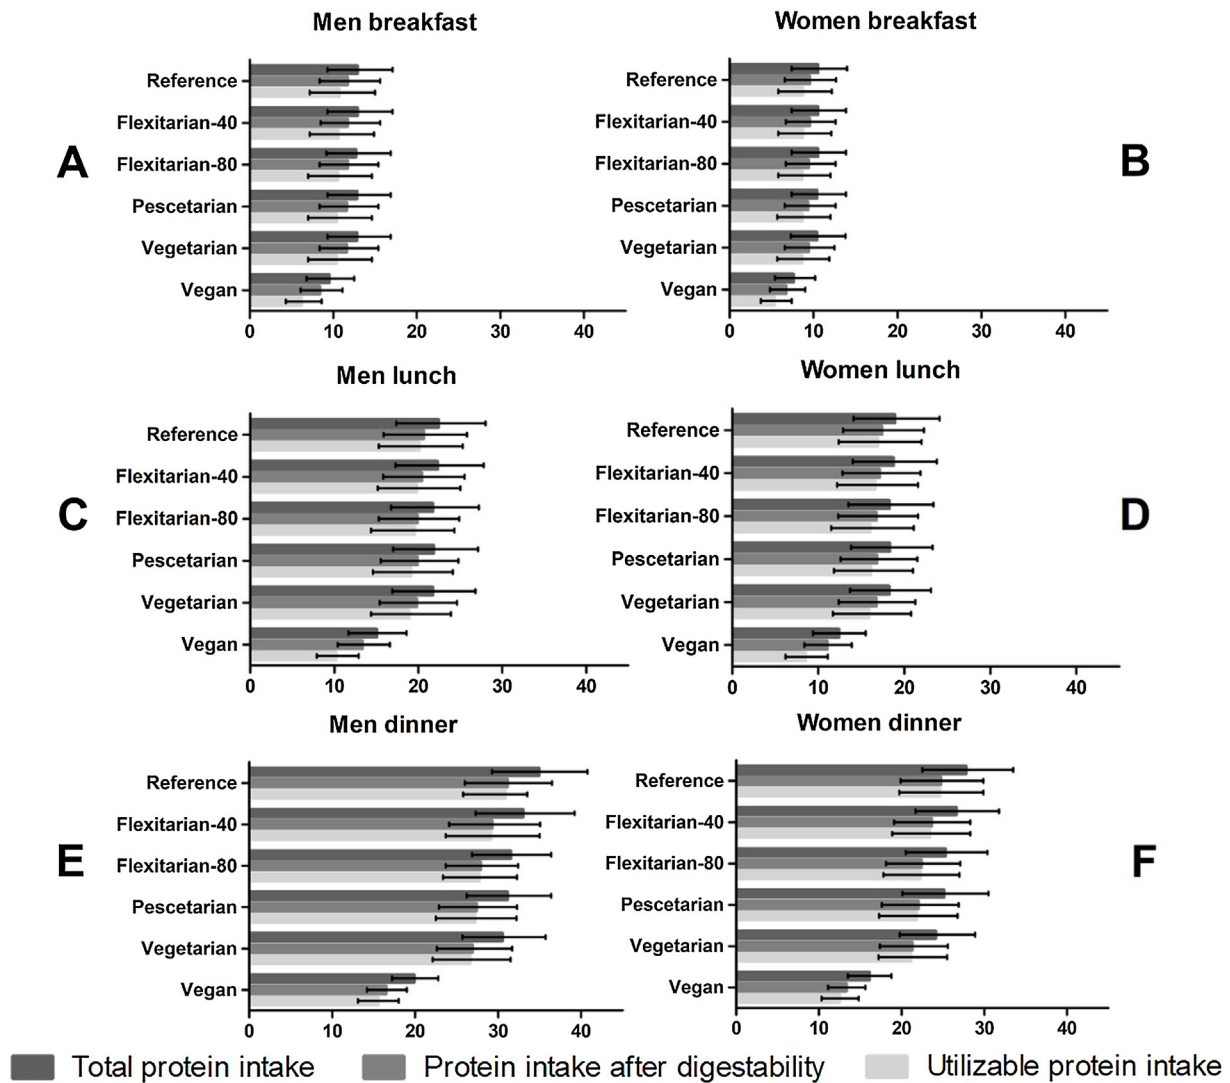 Men breakfast
Women breakfast
A
Reference
Flexitarian-40
Flexitarian-80
Pescetarian
Vegetarian
Vegan
0 10 20 30 40
B
Reference
Flexitarian-40
Flexitarian-80
Pescetarian
Vegetarian
Vegan
0 10 20 30 40
Men lunch
Women lunch
C
Reference
Flexitarian-40
Flexitarian-80
Pescetarian
Vegetarian
Vegan
0 10 20 30 40
D
Reference
Flexitarian-40
Flexitarian-80
Pescetarian
Vegetarian
Vegan
0 10 20 30 40
Men dinner
Women dinner
E
Reference
Flexitarian-40
Flexitarian-80
Pescetarian
Vegetarian
Vegan
0 10 20 30 40
F
Reference
Flexitarian-40
Flexitarian-80
Pescetarian
Vegetarian
Vegan
0 10 20 30 40
Total protein intake
Protein intake after digestability
Utilizable protein intake